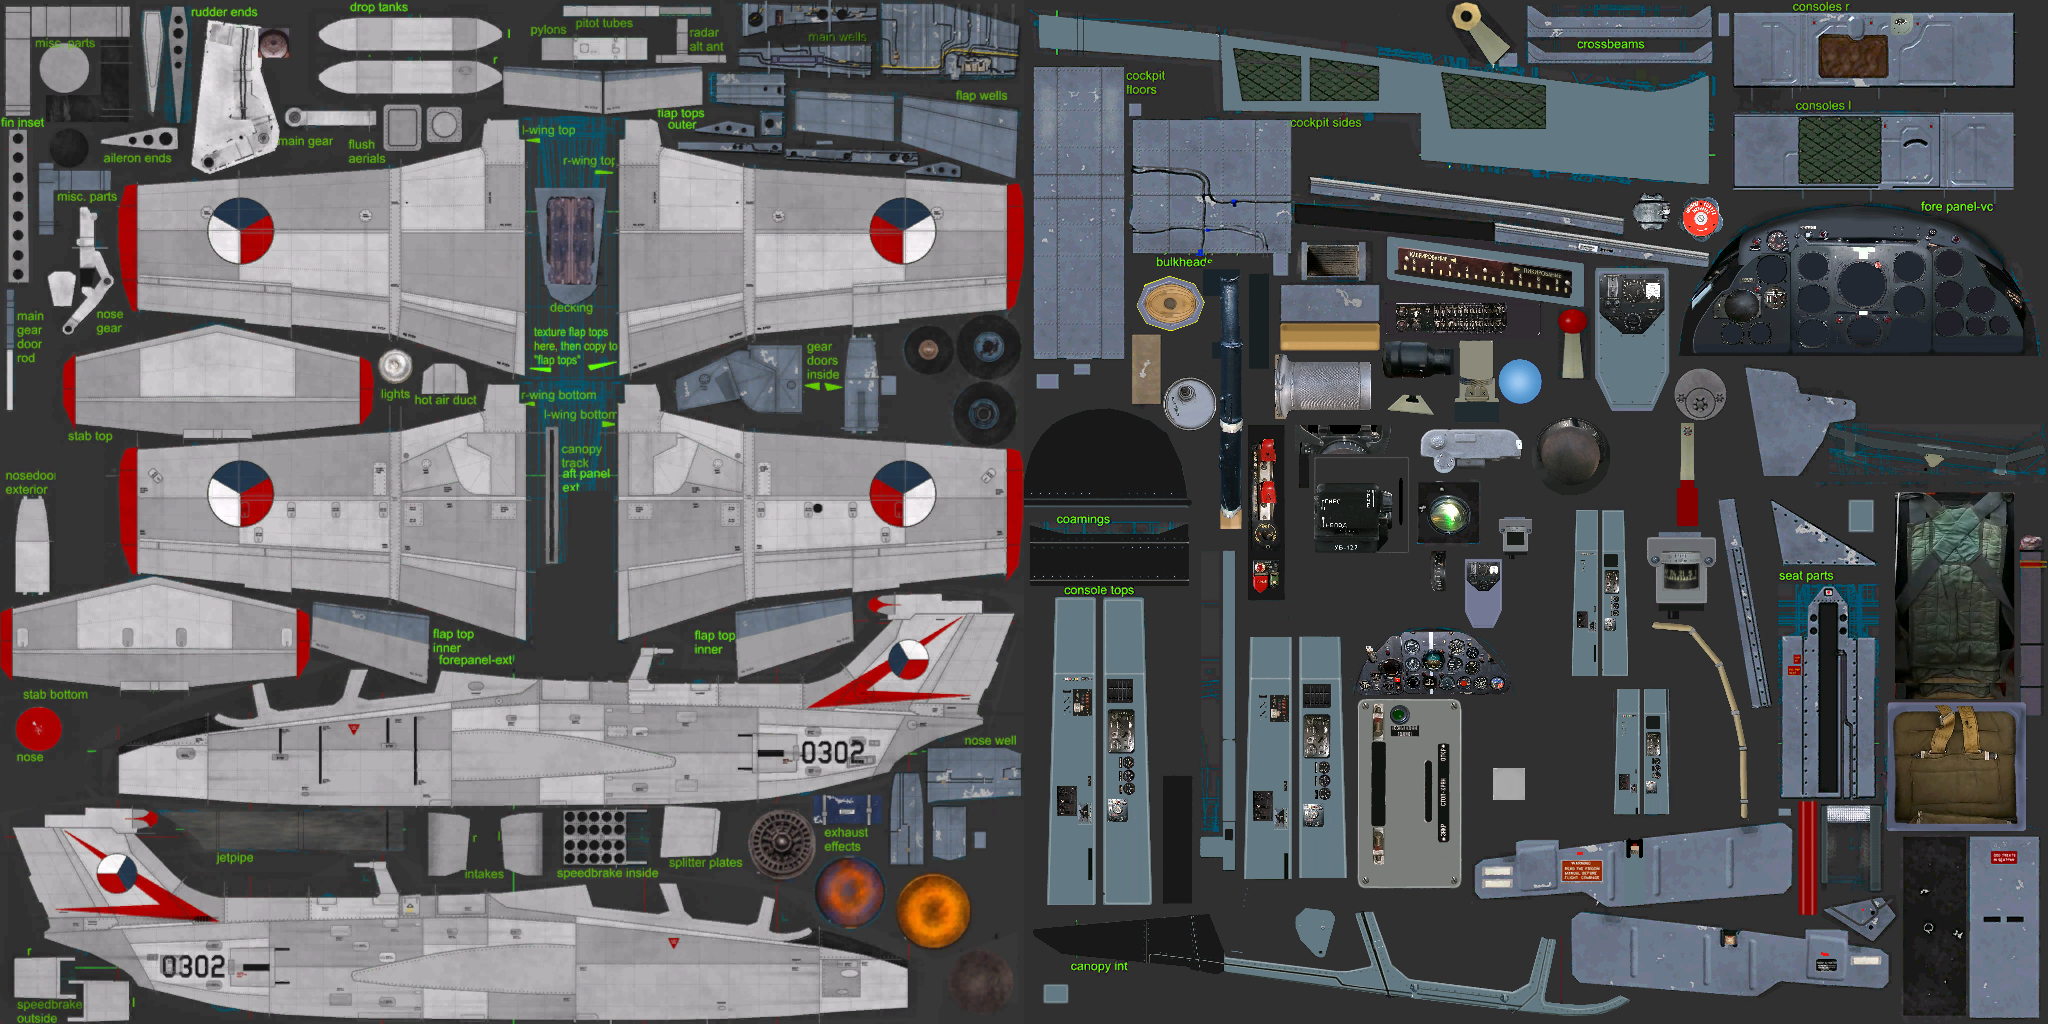 misc. parts
rudder ends
drop tanks
l
r
pylons
pitot tubes
radar
alt ant
main wells
flap wells
flap tops
outer
fin inset
aileron ends
main gear
flush
aerials
misc. parts
l-wing top
r-wing top
decking
texture flap tops
here, then copy to
"flap tops"
main
gear
door
rod
nose
gear
stab top
lights
hot air duct
gear
doors
inside
r-wing bottom
l-wing bottom
canopy
track
aft panel
ext
nosedoor
exterior
flap top
inner
forepanel-ext
flap top
inner
stab bottom
nose
0302
nose well
jetpipe
r
l
intakes
speedbrake inside
splitter plates
exhaust
effects
0302
r
speedbrake
outside
l
cockpit
floors
crossbeams
consoles r
consoles l
cockpit sides
fore panel-vc
bulkheads
ПИКИРОВАНИЕ
coamings
console tops
УБ-127
seat parts
canopy int
WARNING